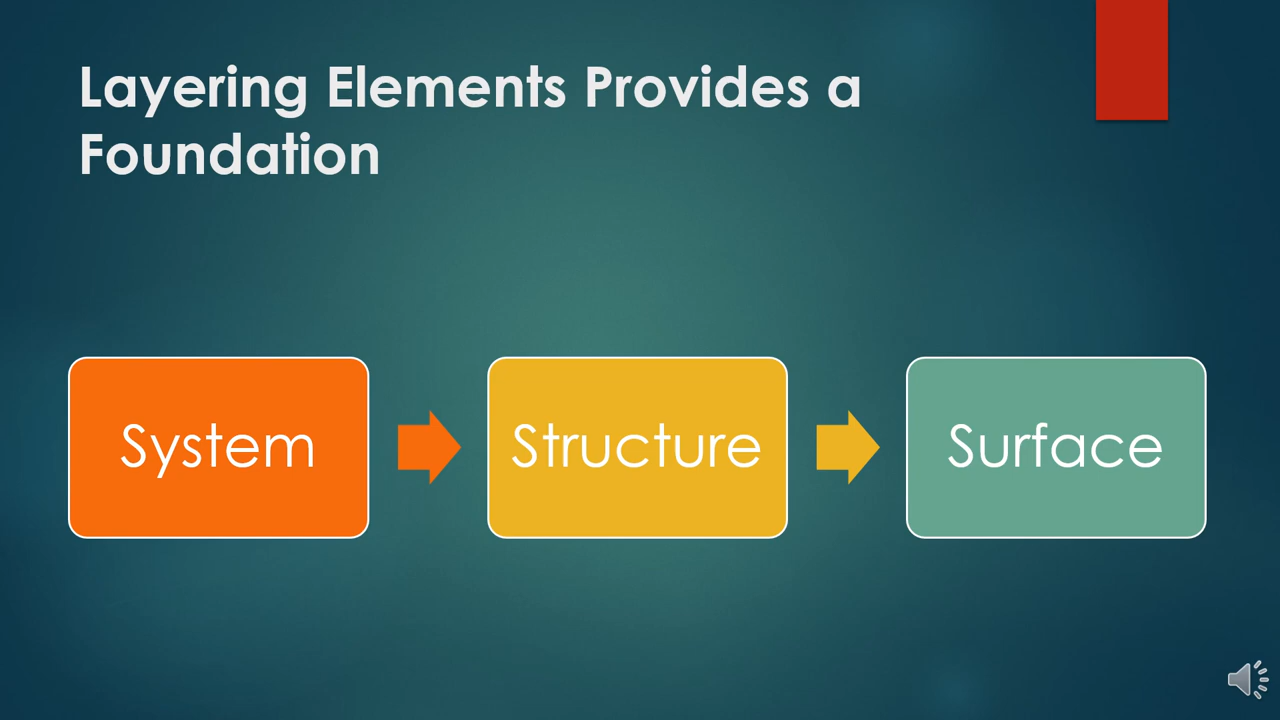 Layering Elements Provides a
Foundation
System
Structure
Surface